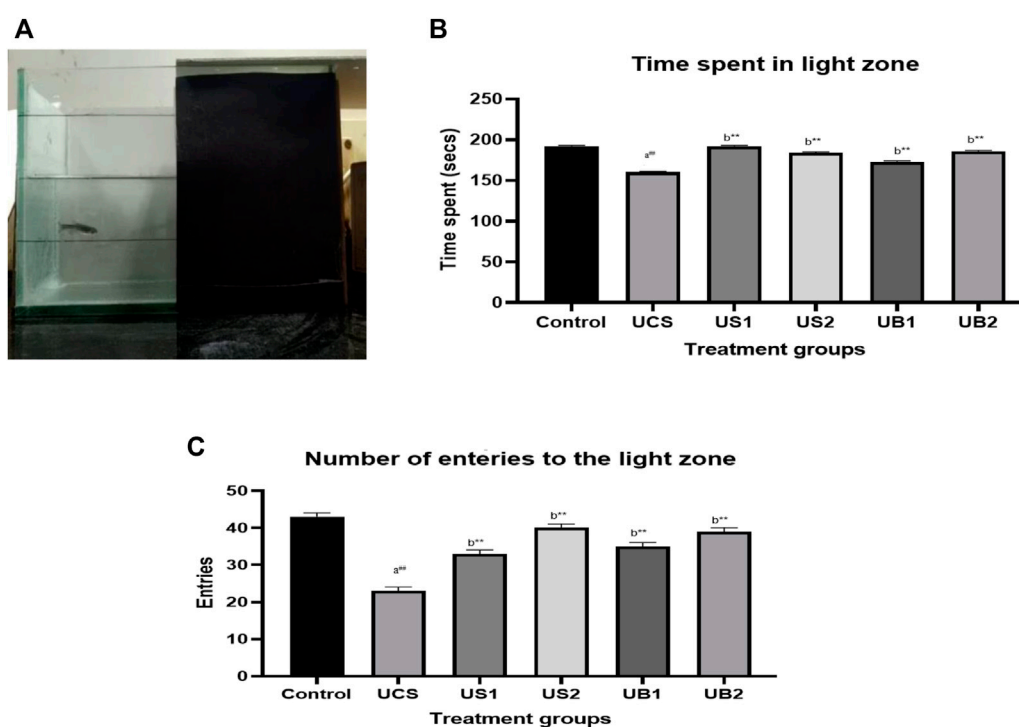 A
B
Time spent in light zone
Time spent (secs)
250
200
150
100
50
0
a##
b**
b**
b**
b**
Control UCS US1 US2 UB1 UB2
Treatment groups
C
Number of enteries to the light zone
Entries
50
40
30
20
10
0
a##
b**
b**
b**
b**
Control UCS US1 US2 UB1 UB2
Treatment groups